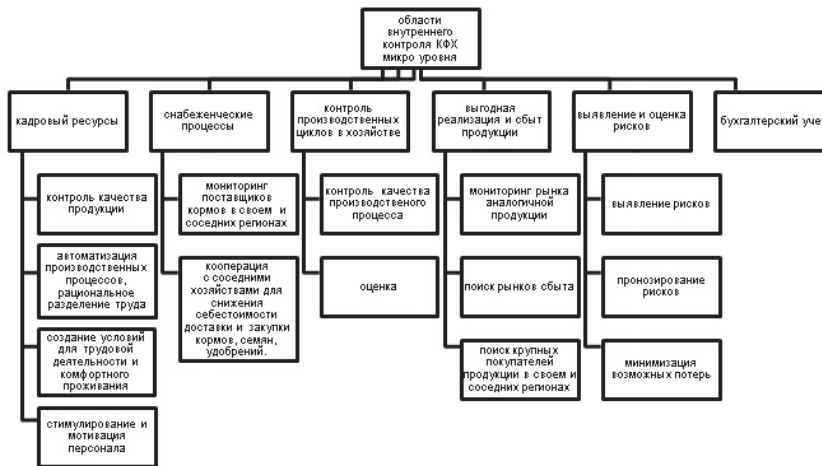 области
внутреннего
контроля КФХ
микро уровня
кадровый ресурсы
снабеженческие
процессы
контроль
производственных
циклов в хозяйстве
выгодная
реализация и сбыт
продукции
выявление и оценка
рисков
бухгалтерский учет
контроль качества
продукции
автоматизация
производственных
процессов,
рациональное
разделение труда
создание условий
для трудовой
деятельности и
комфортного
проживания
стимулирование и
мотивация
персонала
мониторинг
поставщиков
кормов в своем и
соседних регионах
кооперация
с соседними
хозяйствами для
снижения
себестоимости
доставки и закупки
кормов, семян,
удобрений.
контроль качества
производственого
процесса
оценка
мониторинг рынка
аналогичной
продукции
поиск рынков сбыта
поиск крупных
покупателей
продукции в своем и
соседних регионах
выявление рисков
пронозирование
рисков
минимизация
возможных потерь